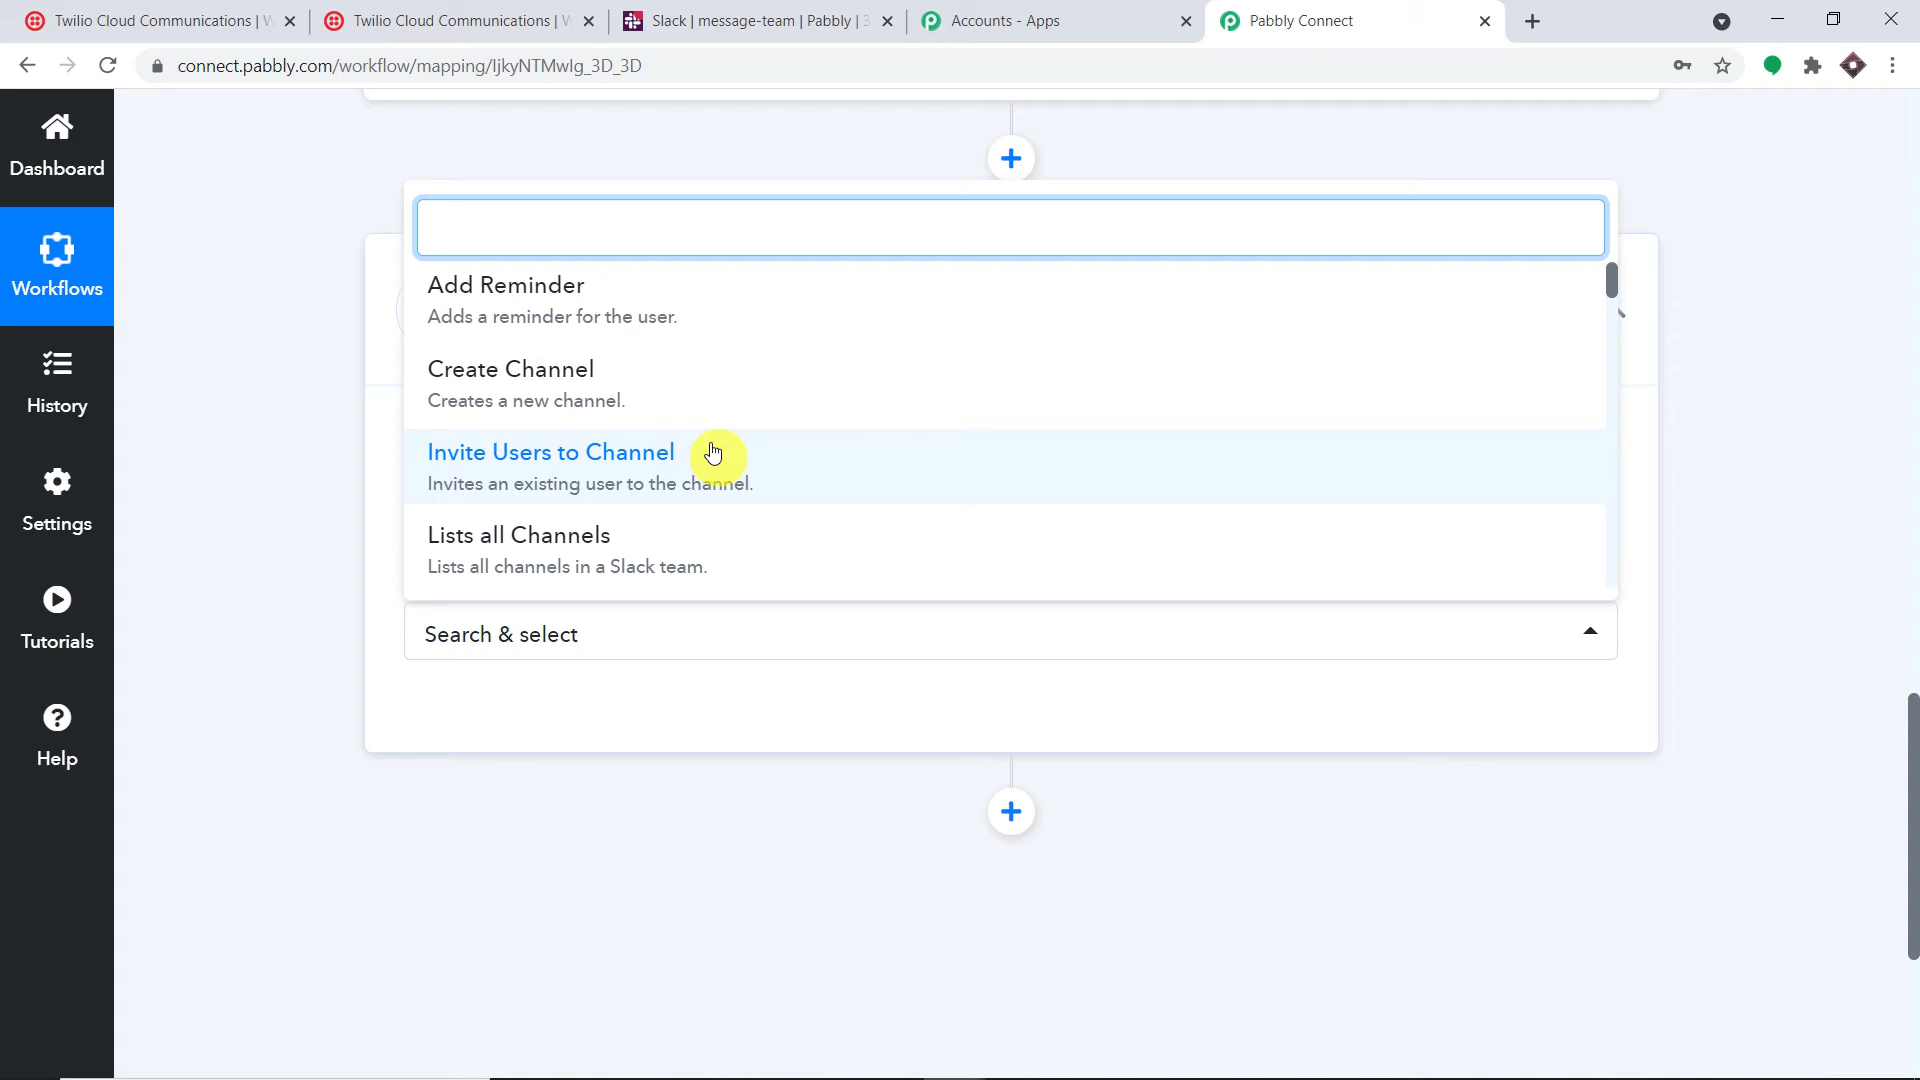 Twilio Cloud Communications | W
Twilio Cloud Communications | W
Slack | message-team | Pabbly | 3
Accounts - Apps
Pabbly Connect
connect.pabbly.com/workflow/mapping/IjkyNTMwIg_3D_3D
Dashboard
Workflows
History
Settings
Tutorials
Help
Add Reminder
Adds a reminder for the user.
Create Channel
Creates a new channel.
Invite Users to Channel
Invites an existing user to the channel.
Lists all Channels
Lists all channels in a Slack team.
Search & select